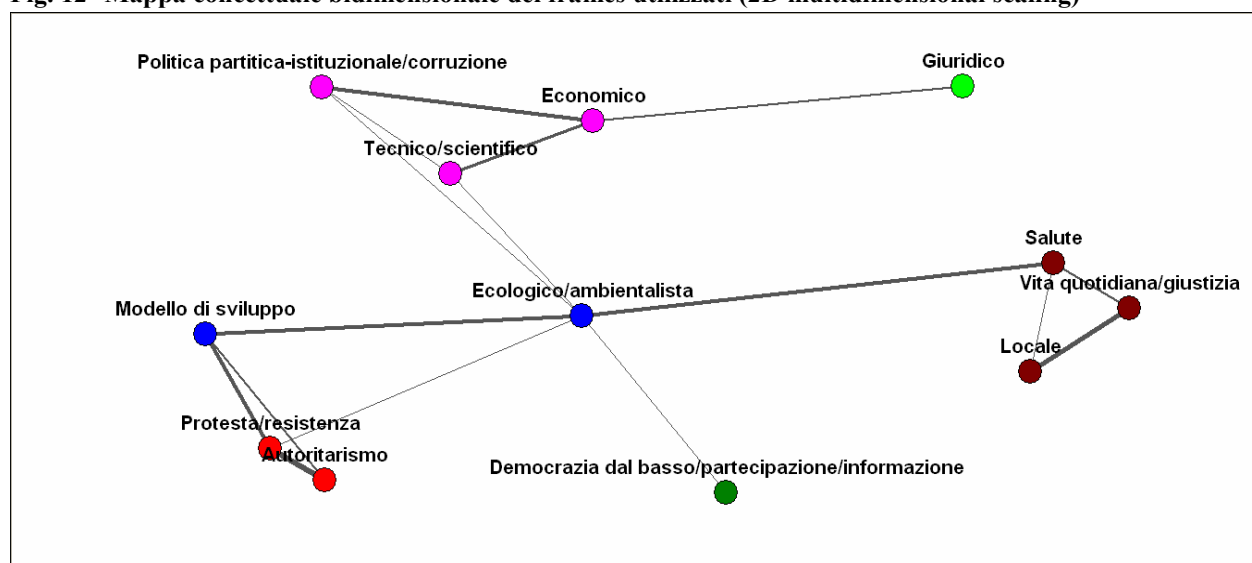 Fig. 12- Mappa concettuale bidimensionale dei frames utilizzati (2D multidimensional scaling)
Politica partitica-istituzionale/corruzione
Giuridico
Economico
Tecnico/scientifico
Salute
Vita quotidiana/giustizia
Ecologico/ambientalista
Modello di sviluppo
Locale
Protesta/resistenza
Autoritarismo
Democrazia dal basso/partecipazione/informazione